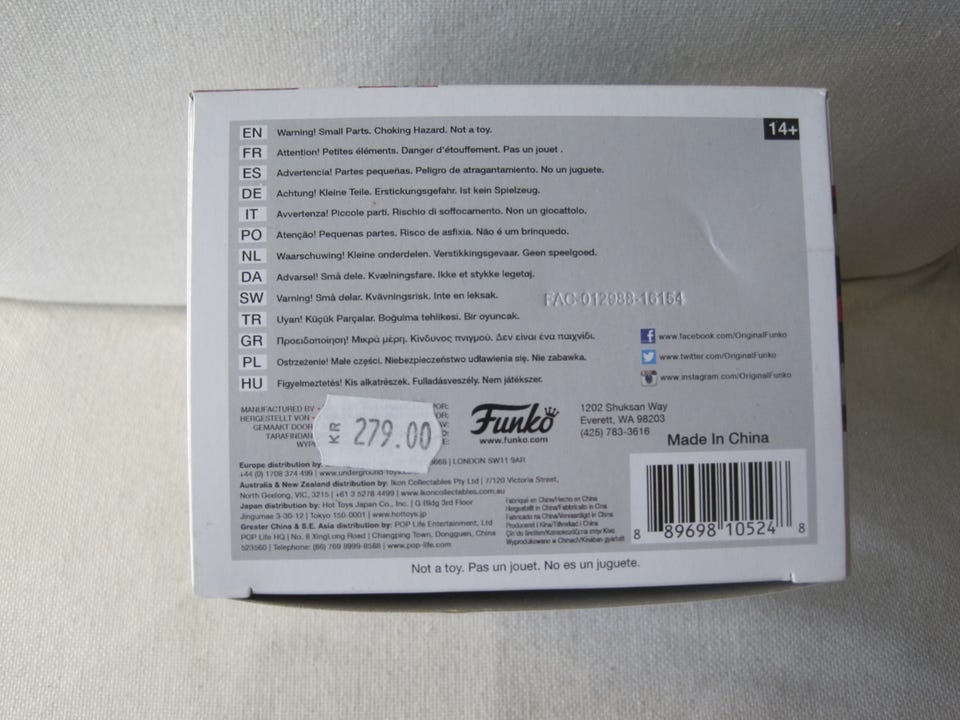 14+
EN Warning! Small Parts. Choking Hazard. Not a toy.
FR Attention! Petites éléments. Danger d'étouffement. Pas un jouet .
ES Advertencia! Partes pequeñas. Peligro de atragantamiento. No un juguete.
DE Achtung! Kleine Teile. Erstickungsgefahr. Ist kein Spielzeug.
IT Avvertenza! Piccole parti. Rischio di soffocamento. Non un giocattolo.
PO Atenção! Pequenas partes. Risco de asfixia. Não é um brinquedo.
NL Waarschuwing! Kleine onderdelen. Verstikkingsgevaar. Geen speelgoed.
DA Advarsel! Små dele. Kvælningsfare. Ikke et stykke legetøj.
SW Varning! Små delar. Kvävningsrisk. Inte en leksak.
FAC-012988-16154
TR Uyarı! Küçük Parçalar. Boğulma tehlikesi. Bir oyuncak.
GR Προειδοποίηση! Μικρά μέρη. Κίνδυνος πνιγμού. Δεν είναι ένα παιχνίδι.
PL Ostrzeżenie! Małe części. Niebezpieczeństwo udławienia się. Nie zabawka.
HU Figyelmeztetés! Kis alkatrészek. Fulladásveszély. Nem játékszer.
www.facebook.com/OriginalFunko
www.twitter.com/OriginalFunko
www.instagram.com/OriginalFunko
MANUFACTURED BY
HERGESTELLT VON
GEMAAKT DOOR
TARAFINDAN
KR 279.00
Funko
www.funko.com
1202 Shuksan Way
Everett, WA 98203
(425) 783-3616
Made In China
Europe distribution by: | LONDON SW11 9AR
+44 (0) 1708 374 499 |
Australia & New Zealand distribution by: Ikon Collectables Pty Ltd | 7/120 Victoria Street,
North Geelong, VIC, 3215 | +61 3 5278 4499 | www.ikoncollectables.com.au
Japan distribution by: Hot Toys Japan Co., Inc. | G Bldg 3rd Floor
Jingumae 3-30-12 | Tokyo 150-0001 | www.hottoys.jp
Grester China & S.E. Asia distribution by: POP Life Entertainment, Ltd
POP Life HQ | No. 8 XingLong Road | Changping Town, Dongguan, China
523560 | Telephone: (86) 769 8999-8568 | www.pop-life.com
Fabriqué en Chine/Hecho en China
Hergestellt in China/Fabbricato in Cina
Fabricado na China/Vervaardigd in China
Produceret i Kina/Tillverkad i China
8 89698 10524 8
Not a toy. Pas un jouet. No es un juguete.